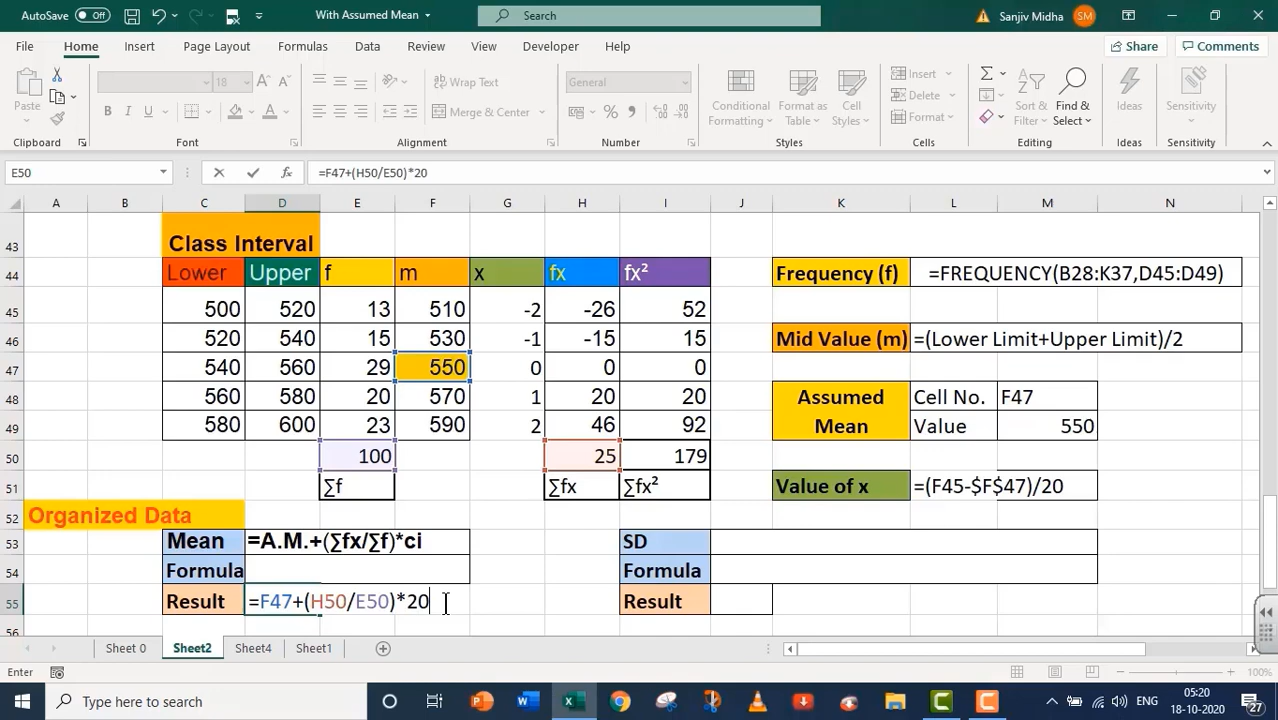 AutoSave Off With Assumed Mean Search Sanjiv Midha SM
File Home Insert Page Layout Formulas Data Review View Developer Help Share Comments
18 A A Wrap Text General Insert Σ
Paste B I U A Merge & Center % Conditional Formatting Format as Table Cell Styles Delete Format Sort & Filter Find & Select Ideas Sensitivity
Clipboard Font Alignment Number Styles Cells Editing Ideas Sensitivity
E50 fx =F47+(H50/E50)*20
A B C D E F G H I J K L M N
43 Class Interval
44 Lower Upper f m x fx fx² Frequency (f) =FREQUENCY(B28:K37,D45:D49)
45 500 520 13 510 -2 -26 52
46 520 540 15 530 -1 -15 15 Mid Value (m) =(Lower Limit+Upper Limit)/2
47 540 560 29 550 0 0 0
48 560 580 20 570 1 20 20 Assumed Mean Cell No. F47
49 580 600 23 590 2 46 92 Value 550
50 100 25 179
51 ∑f ∑fx ∑fx² Value of x =(F45-$F$47)/20
52 Organized Data
53 Mean =A.M.+(∑fx/∑f)*ci SD
54 Formula Formula
55 Result =F47+(H50/E50)*20 Result
56
Sheet 0 Sheet2 Sheet4 Sheet1
Enter 100%
Type here to search ENG 05:20 18-10-2020 27